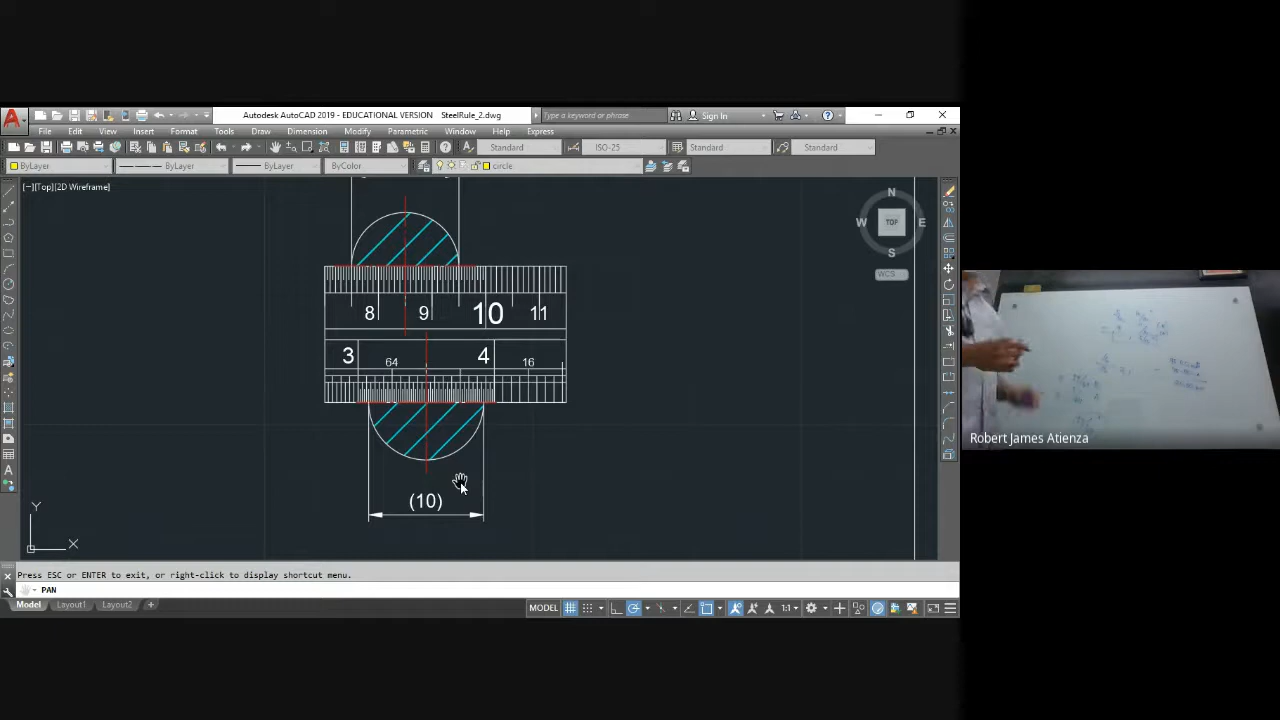 Autodesk AutoCAD 2019 - EDUCATIONAL VERSION SteelRule_2.dwg
Type a keyword or phrase
Sign In
File Edit View Insert Format Tools Draw Dimension Modify Parametric Window Help Express
Standard ISO-25 Standard Standard
ByLayer ByLayer ByLayer ByColor circle
[−][Top][2D Wireframe]
N
W TOP E
S
WCS
8 9 10 11
3 64 4 16
(10)
Y
X
Robert James Atienza
Press ESC or ENTER to exit, or right-click to display shortcut menu.
PAN
Model Layout1 Layout2 +
MODEL 1:1